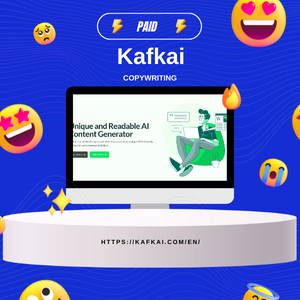 PAID
Kafkai
COPYWRITING
Unique and Readable AI
Content Generator
HTTPS://KAFKAI.COM/EN/